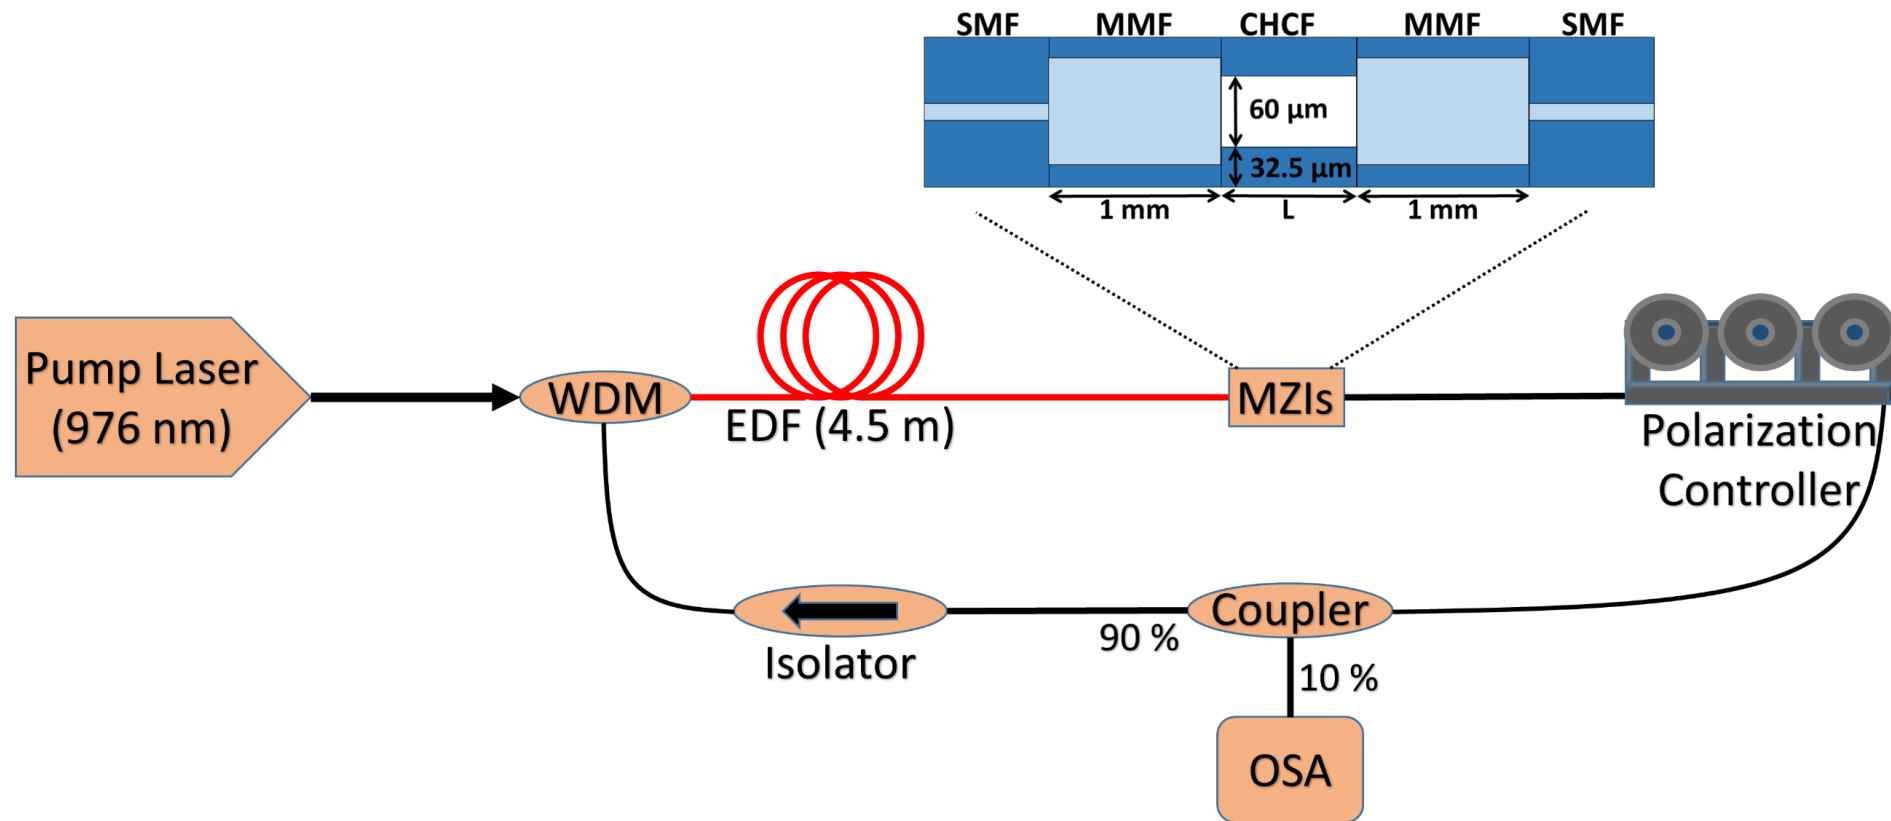 SMF MMF CHCF MMF SMF
60 µm
32.5 µm
1 mm L 1 mm
Pump Laser
(976 nm)
WDM
EDF (4.5 m)
MZIs
Polarization
Controller
Isolator
90 %
Coupler
10 %
OSA